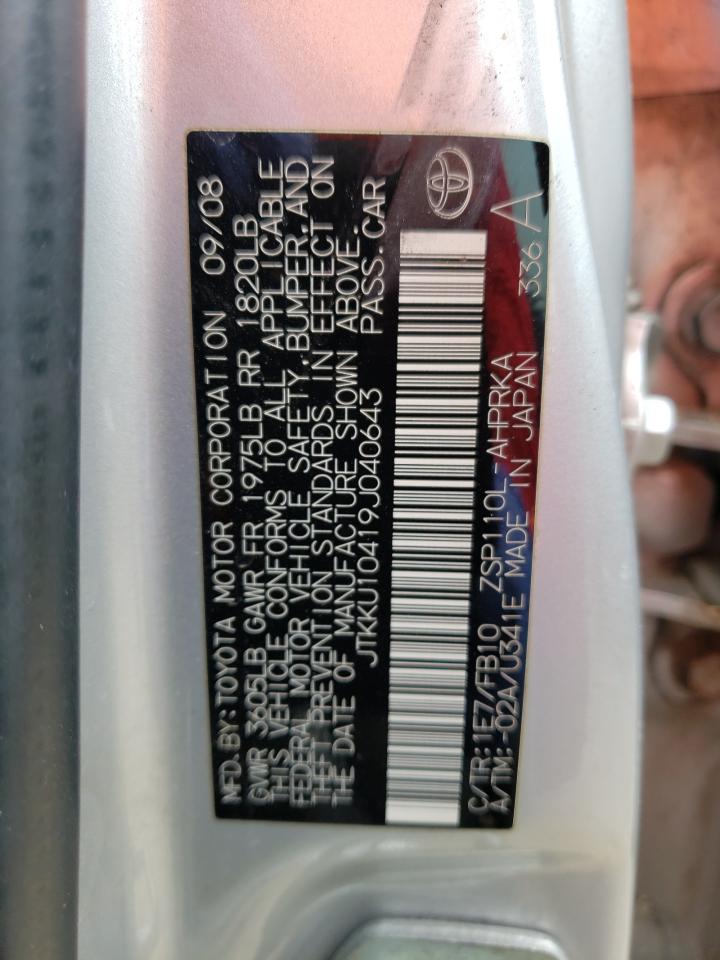 MFD. BY: TOYOTA MOTOR CORPORATION 09/08
GVWR 3605LB GAWR FR 1975LB RR 1820LB
THIS VEHICLE CONFORMS TO ALL APPLICABLE
FEDERAL MOTOR VEHICLE SAFETY, BUMPER, AND
THEFT PREVENTION STANDARDS IN EFFECT ON
THE DATE OF MANUFACTURE SHOWN ABOVE.
JTKKU10419J040643 PASS. CAR
C/TR: 1E7/FB10 ZSP110L-AHPRKA 336 A
A/TM: -02A/U341E MADE IN JAPAN